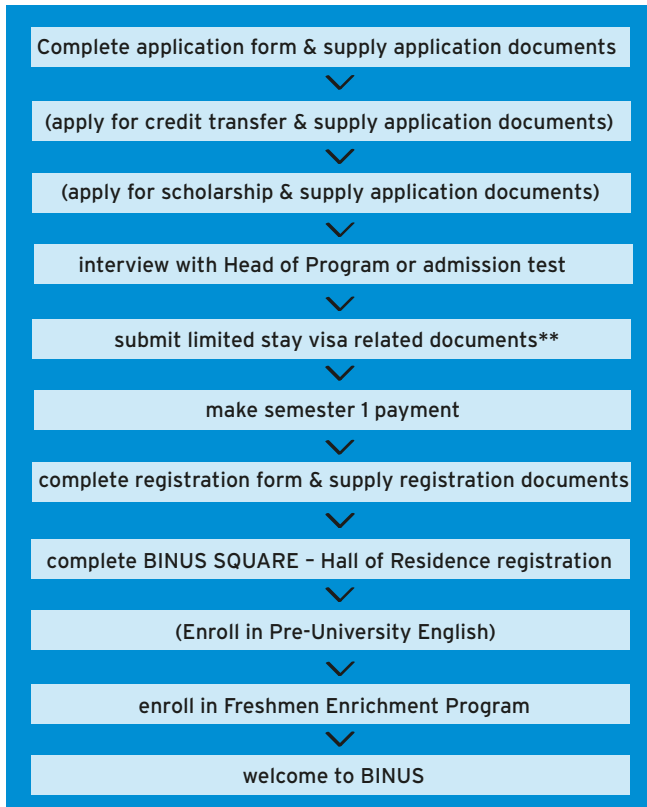 Complete application form & supply application documents
(apply for credit transfer & supply application documents)
(apply for scholarship & supply application documents)
interview with Head of Program or admission test
submit limited stay visa related documents**
make semester 1 payment
complete registration form & supply registration documents
complete BINUS SQUARE – Hall of Residence registration
(Enroll in Pre-University English)
enroll in Freshmen Enrichment Program
welcome to BINUS